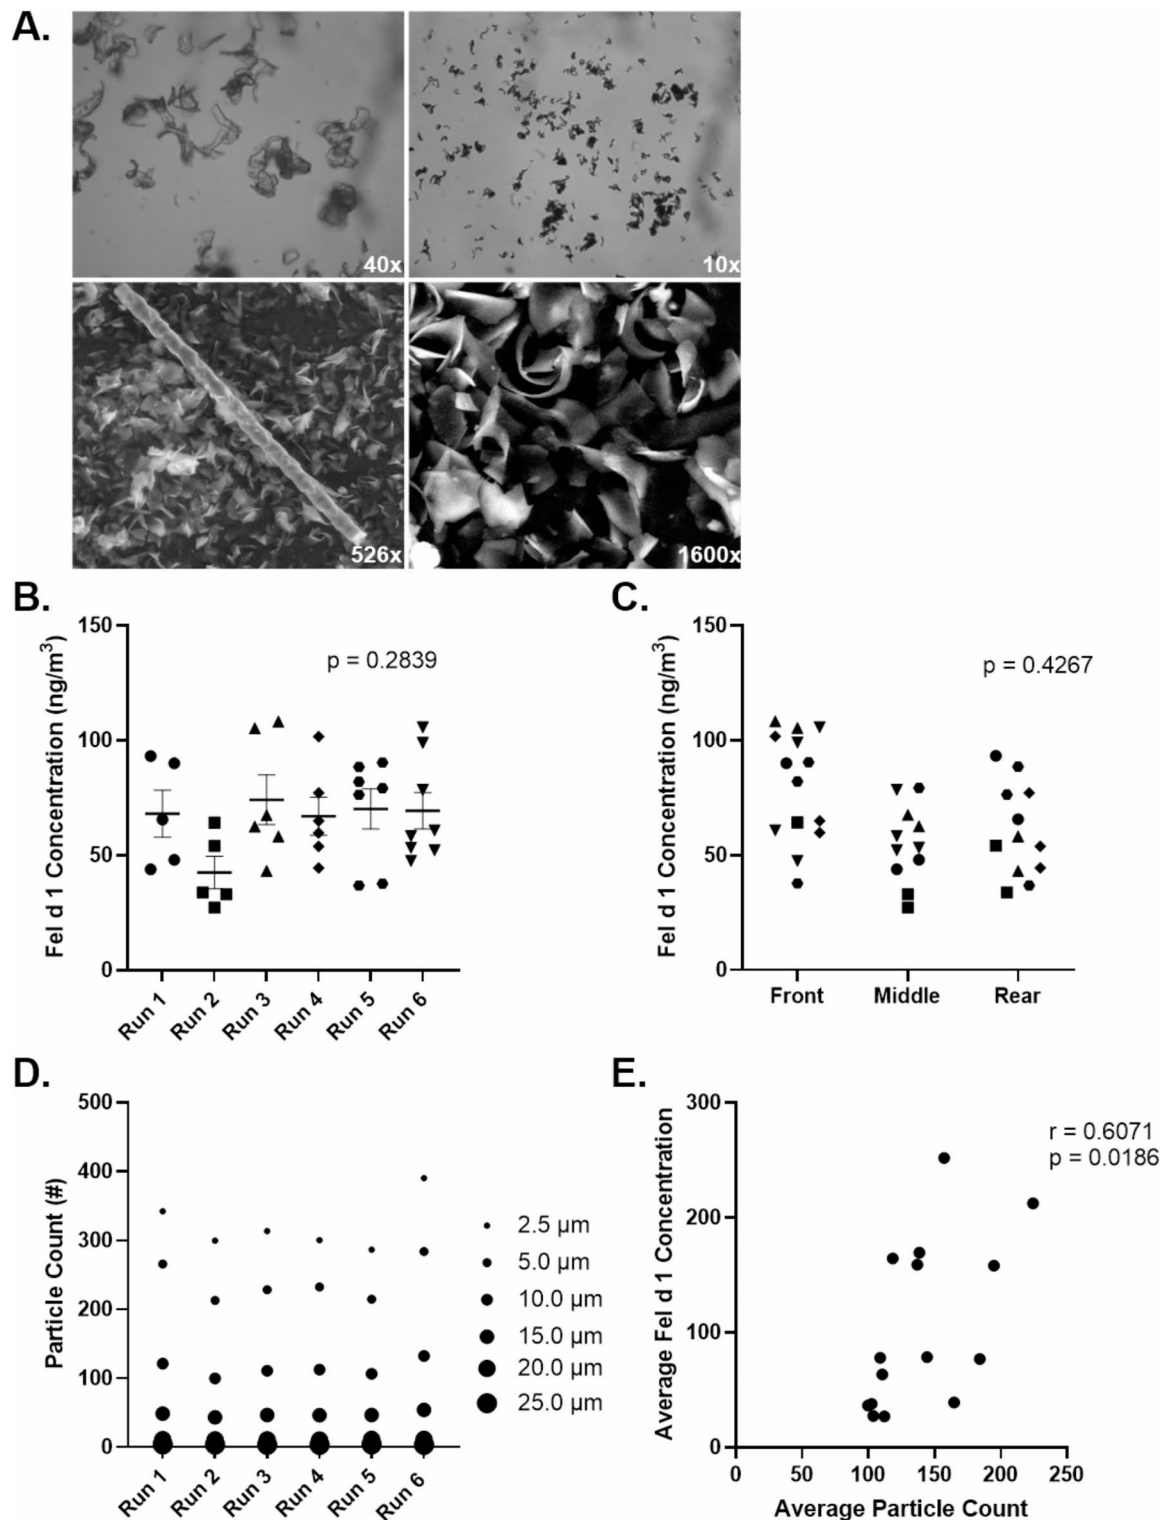 A.
40x
10x
526x
1600x
B.
150
100
50
0
Fel d 1 Concentration (ng/m³)
p = 0.2839
Run 1
Run 2
Run 3
Run 4
Run 5
Run 6
C.
150
100
50
0
Fel d 1 Concentration (ng/m³)
p = 0.4267
Front
Middle
Rear
D.
500
400
300
200
100
0
Particle Count (#)
Run 1
Run 2
Run 3
Run 4
Run 5
Run 6
2.5 µm
5.0 µm
10.0 µm
15.0 µm
20.0 µm
25.0 µm
E.
300
200
100
0
Average Fel d 1 Concentration
r = 0.6071
p = 0.0186
0
50
100
150
200
250
Average Particle Count